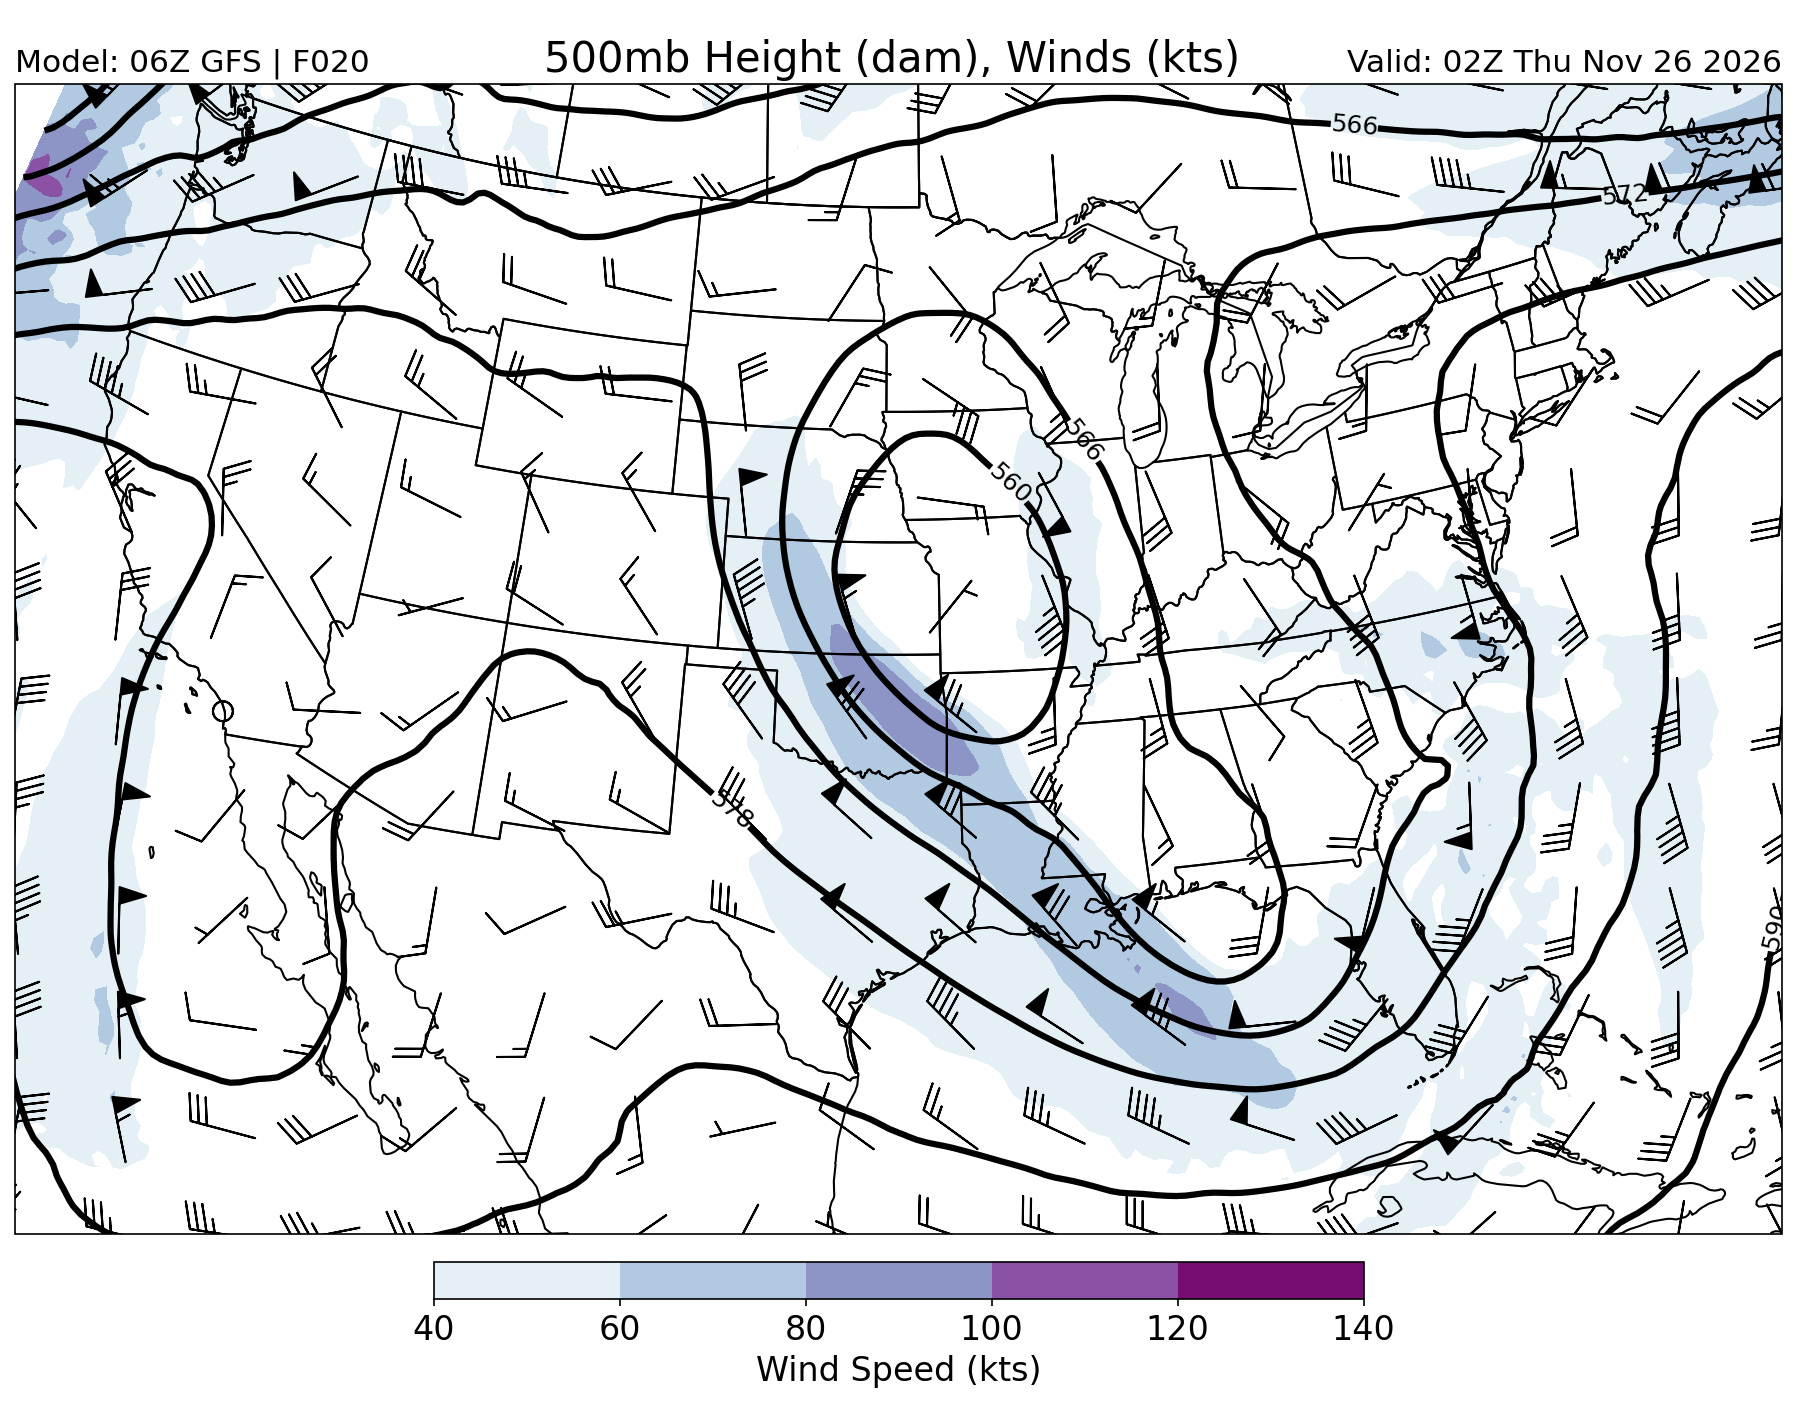 Model: 06Z GFS | F020
500mb Height (dam), Winds (kts)
Valid: 02Z Thu Nov 26 2026
566
572
566
560
578
590
40 60 80 100 120 140
Wind Speed (kts)